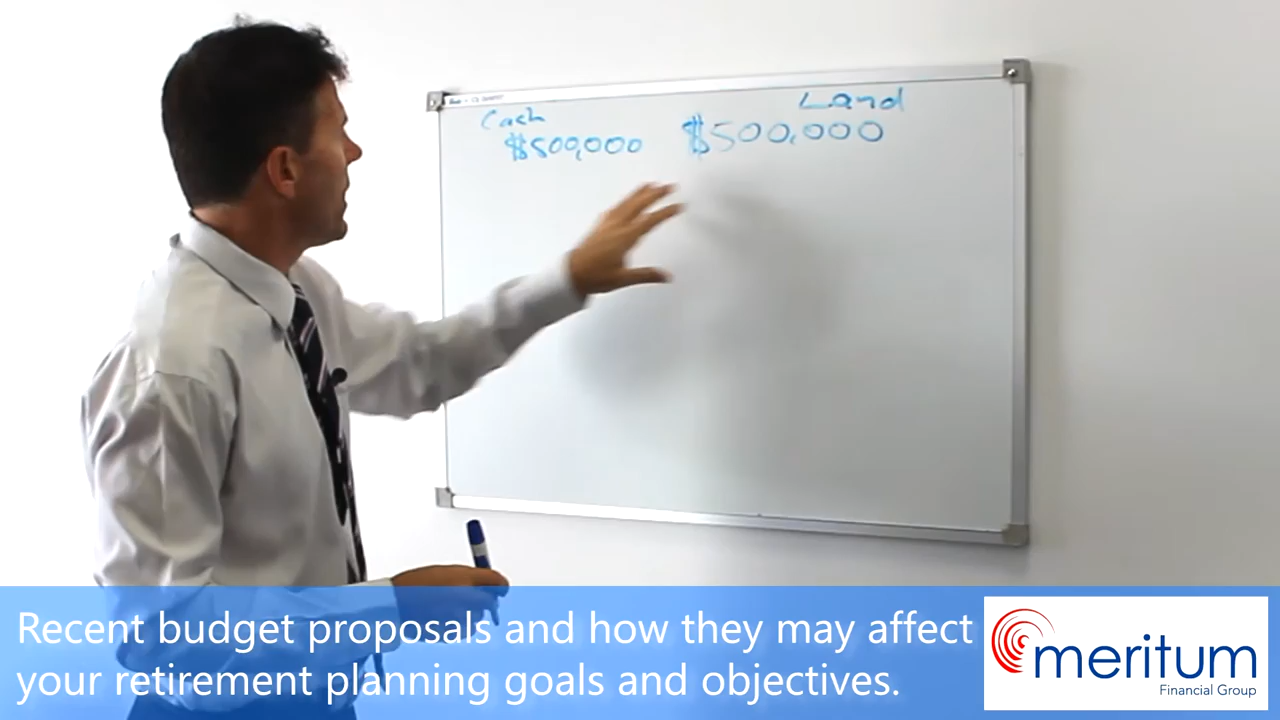 Cash
Land
$500,000
$500,000
Recent budget proposals and how they may affect
your retirement planning goals and objectives.
meritum
Financial Group